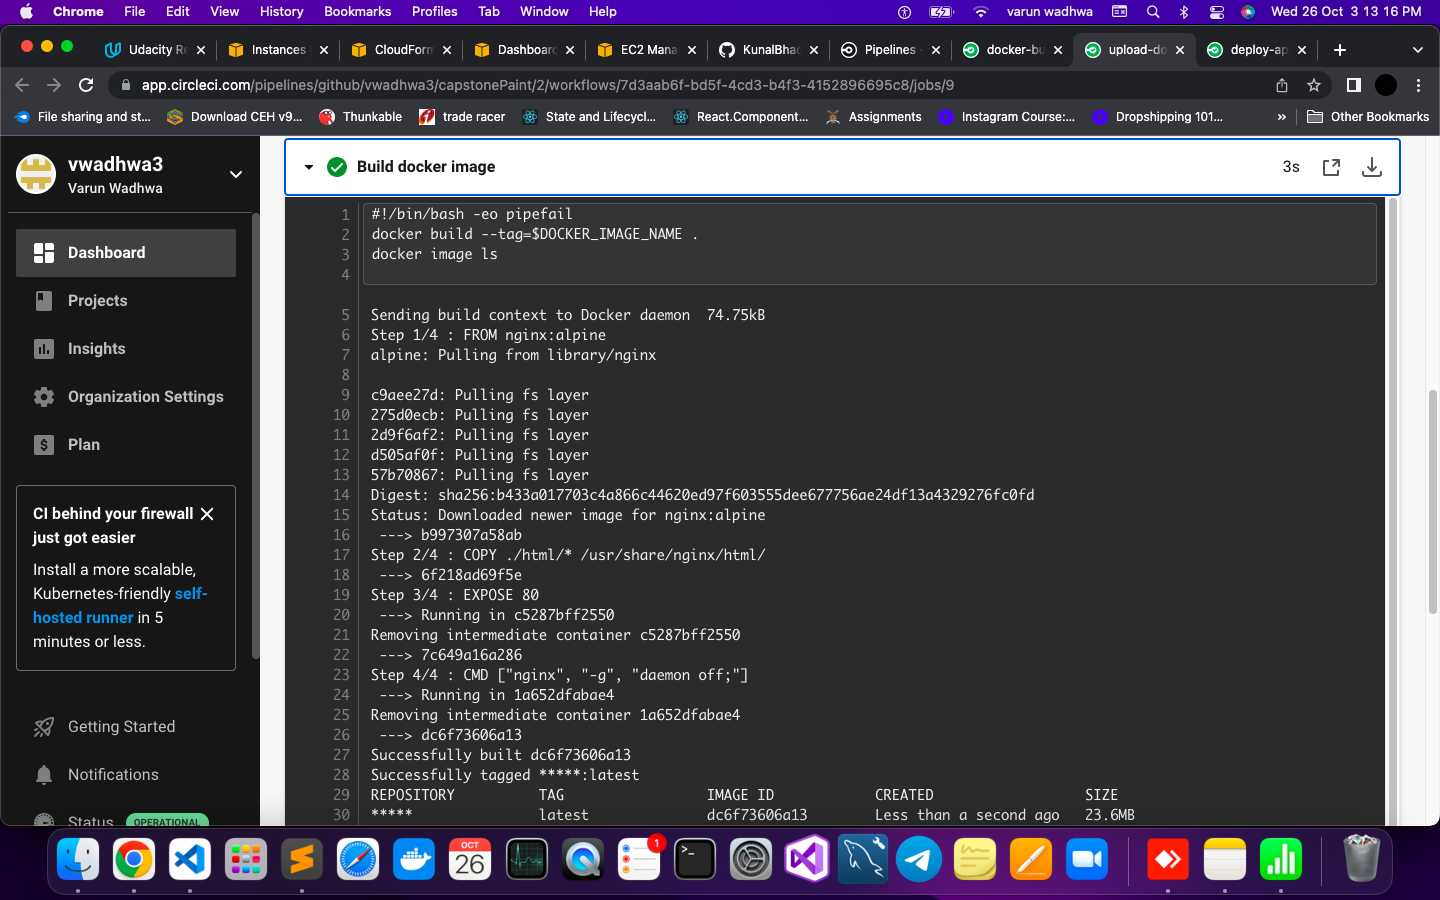 Chrome File Edit View History Bookmarks Profiles Tab Window Help varun wadhwa Wed 26 Oct 3 13 16 PM
Udacity Re Instances CloudForm Dashboard EC2 Mana KunalBhac Pipelines - docker-bu upload-do deploy-ap
app.circleci.com/pipelines/github/vwadhwa3/capstonePaint/2/workflows/7d3aab6f-bd5f-4cd3-b4f3-4152896695c8/jobs/9
File sharing and st... Download CEH v9... Thunkable trade racer State and Lifecycl... React.Component... Assignments Instagram Course:... Dropshipping 101... » Other Bookmarks
vwadhwa3
Varun Wadhwa
Dashboard
Projects
Insights
Organization Settings
Plan
CI behind your firewall
just got easier
Install a more scalable,
Kubernetes-friendly self-
hosted runner in 5
minutes or less.
Getting Started
Notifications
Status OPERATIONAL
Build docker image 3s
1 #!/bin/bash -eo pipefail
2 docker build --tag=$DOCKER_IMAGE_NAME .
3 docker image ls
4
5 Sending build context to Docker daemon 74.75kB
6 Step 1/4 : FROM nginx:alpine
7 alpine: Pulling from library/nginx
8
9 c9aee27d: Pulling fs layer
10 275d0ecb: Pulling fs layer
11 2d9f6af2: Pulling fs layer
12 d505af0f: Pulling fs layer
13 57b70867: Pulling fs layer
14 Digest: sha256:b433a017703c4a866c44620ed97f603555dee677756ae24df13a4329276fc0fd
15 Status: Downloaded newer image for nginx:alpine
16 ---> b997307a58ab
17 Step 2/4 : COPY ./html/* /usr/share/nginx/html/
18 ---> 6f218ad69f5e
19 Step 3/4 : EXPOSE 80
20 ---> Running in c5287bff2550
21 Removing intermediate container c5287bff2550
22 ---> 7c649a16a286
23 Step 4/4 : CMD ["nginx", "-g", "daemon off;"]
24 ---> Running in 1a652dfabae4
25 Removing intermediate container 1a652dfabae4
26 ---> dc6f73606a13
27 Successfully built dc6f73606a13
28 Successfully tagged *****:latest
29 REPOSITORY TAG IMAGE ID CREATED SIZE
30 ***** latest dc6f73606a13 Less than a second ago 23.6MB
OCT
26
1